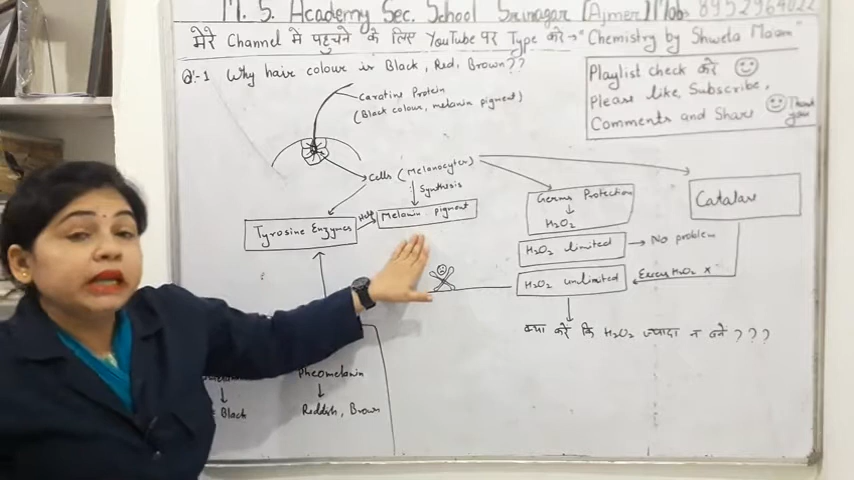 M. S. Academy Sec. School Srinagar (Ajmer) Mob 8952964022
मेरे Channel मे पहुचने के लिए YouTube पर Type करे → "Chemistry by Shweta Maam"
Q-1 Why hair colour is Black, Red, Brown??
Playlist check करें
Please like, Subscribe,
Comments and Share
Thank you
Carotine Protein
(Black colour, melanin pigment)
Cells (Melanocytes)
Synthesis
Tyrosine Enzymes
Help
Melanin pigment
Germs Protection
H2O2
Catalase
H2O2 limited
No problem
H2O2 unlimited
Excess H2O2 x
क्या करें कि H2O2 ज्यादा न बने ???
Pheomelanin
Black
Reddish, Brown